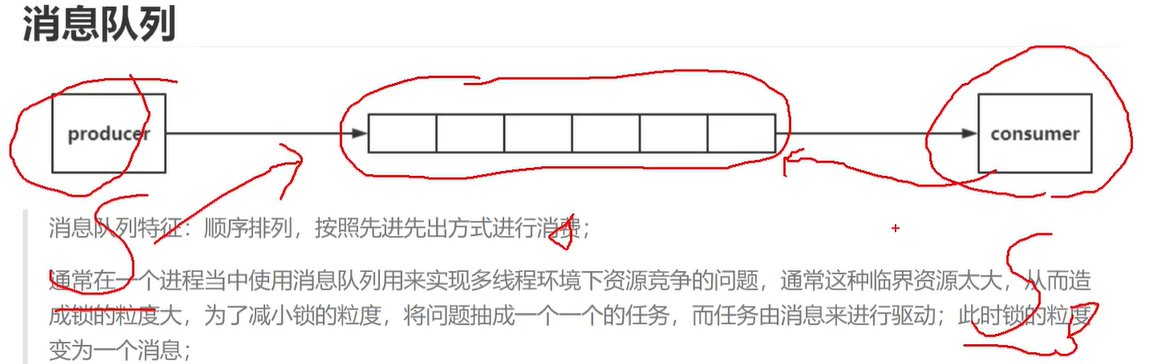 消息队列
producer
consumer
消息队列特征：顺序排列，按照先进先出方式进行消费；
通常在一个进程当中使用消息队列用来实现多线程环境下资源竞争的问题，通常这种临界资源太大，从而造
成锁的粒度大，为了减小锁的粒度，将问题抽成一个一个的任务，而任务由消息来进行驱动；此时锁的粒度
变为一个消息；